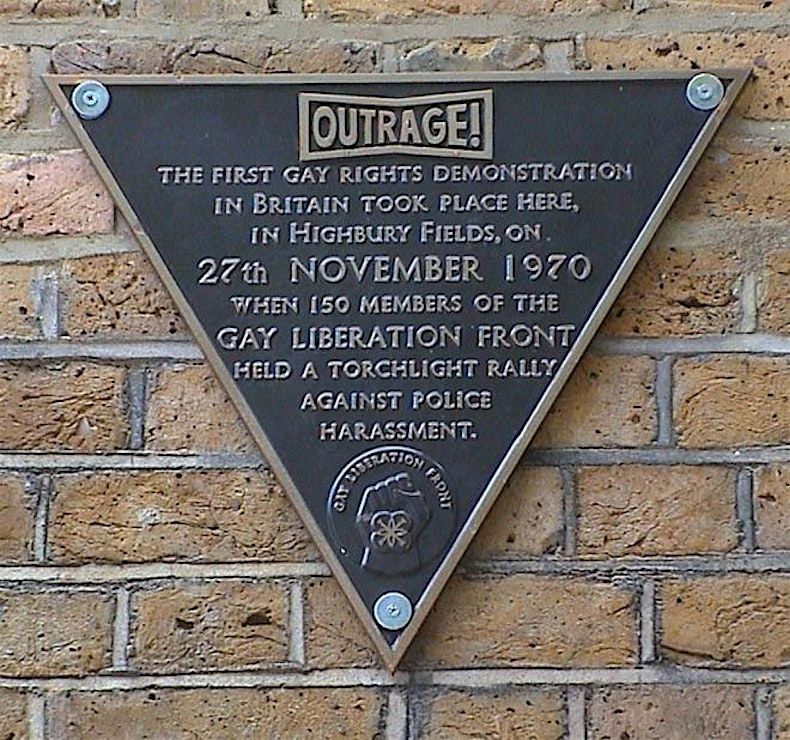 OUTRAGE!
THE FIRST GAY RIGHTS DEMONSTRATION
IN BRITAIN TOOK PLACE HERE,
IN HIGHBURY FIELDS, ON
27th NOVEMBER 1970
WHEN 150 MEMBERS OF THE
GAY LIBERATION FRONT
HELD A TORCHLIGHT RALLY
AGAINST POLICE
HARASSMENT.
GAY LIBERATION FRONT